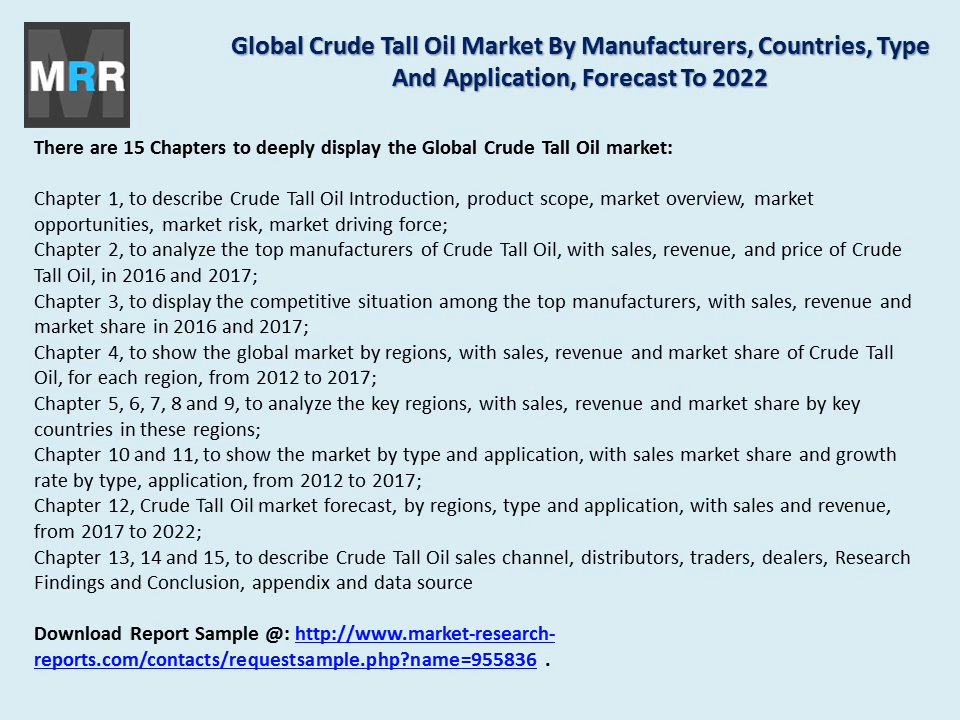 MRR
Global Crude Tall Oil Market By Manufacturers, Countries, Type
And Application, Forecast To 2022
There are 15 Chapters to deeply display the Global Crude Tall Oil market:
Chapter 1, to describe Crude Tall Oil Introduction, product scope, market overview, market
opportunities, market risk, market driving force;
Chapter 2, to analyze the top manufacturers of Crude Tall Oil, with sales, revenue, and price of Crude
Tall Oil, in 2016 and 2017;
Chapter 3, to display the competitive situation among the top manufacturers, with sales, revenue and
market share in 2016 and 2017;
Chapter 4, to show the global market by regions, with sales, revenue and market share of Crude Tall
Oil, for each region, from 2012 to 2017;
Chapter 5, 6, 7, 8 and 9, to analyze the key regions, with sales, revenue and market share by key
countries in these regions;
Chapter 10 and 11, to show the market by type and application, with sales market share and growth
rate by type, application, from 2012 to 2017;
Chapter 12, Crude Tall Oil market forecast, by regions, type and application, with sales and revenue,
from 2017 to 2022;
Chapter 13, 14 and 15, to describe Crude Tall Oil sales channel, distributors, traders, dealers, Research
Findings and Conclusion, appendix and data source
Download Report Sample @: http://www.market-research-
reports.com/contacts/requestsample.php?name=955836 .